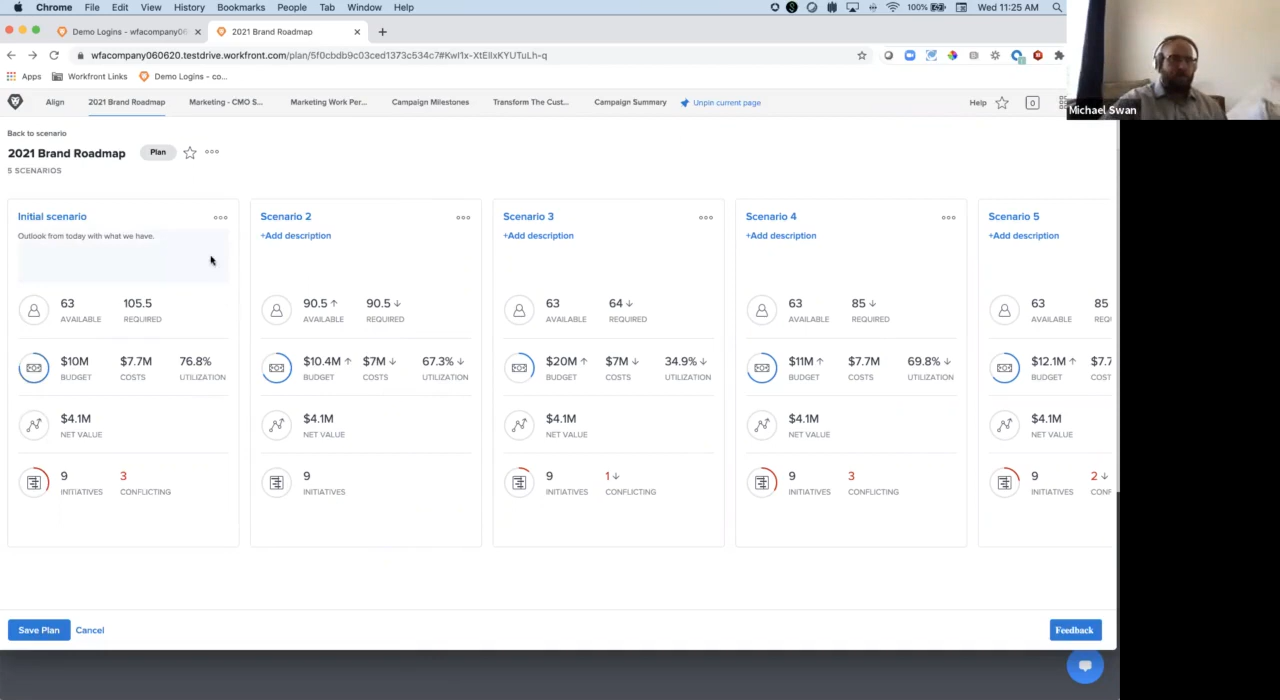 Chrome File Edit View History Bookmarks People Tab Window Help 100% Wed 11:25 AM
Demo Logins - wfacompany06 2021 Brand Roadmap
wfacompany060620.testdrive.workfront.com/plan/5f0cbdb9c03ced1373c534c7#KwI1x-XtEIlxKYUTuLh-q
Apps Workfront Links Demo Logins - co...
Michael Swan
Align 2021 Brand Roadmap Marketing - CMO S... Marketing Work Per... Campaign Milestones Transform The Cust... Campaign Summary Unpin current page Help 0
Back to scenario
2021 Brand Roadmap Plan
5 SCENARIOS
Initial scenario Scenario 2 Scenario 3 Scenario 4 Scenario 5
Outlook from today with what we have. +Add description +Add description +Add description +Add description
63 105.5 90.5 ↑ 90.5 ↓ 63 64 ↓ 63 85 ↓ 63 85
AVAILABLE REQUIRED AVAILABLE REQUIRED AVAILABLE REQUIRED AVAILABLE REQUIRED AVAILABLE REQU
$10M $7.7M 76.8% $10.4M ↑ $7M ↓ 67.3% ↓ $20M ↑ $7M ↓ 34.9% ↓ $11M ↑ $7.7M 69.8% ↓ $12.1M ↑ $7.7
BUDGET COSTS UTILIZATION BUDGET COSTS UTILIZATION BUDGET COSTS UTILIZATION BUDGET COSTS UTILIZATION BUDGET COST
$4.1M $4.1M $4.1M $4.1M $4.1M
NET VALUE NET VALUE NET VALUE NET VALUE NET VALUE
9 3 9 9 1 ↓ 9 3 9 2 ↓
INITIATIVES CONFLICTING INITIATIVES INITIATIVES CONFLICTING INITIATIVES CONFLICTING INITIATIVES CONF
Save Plan Cancel Feedback